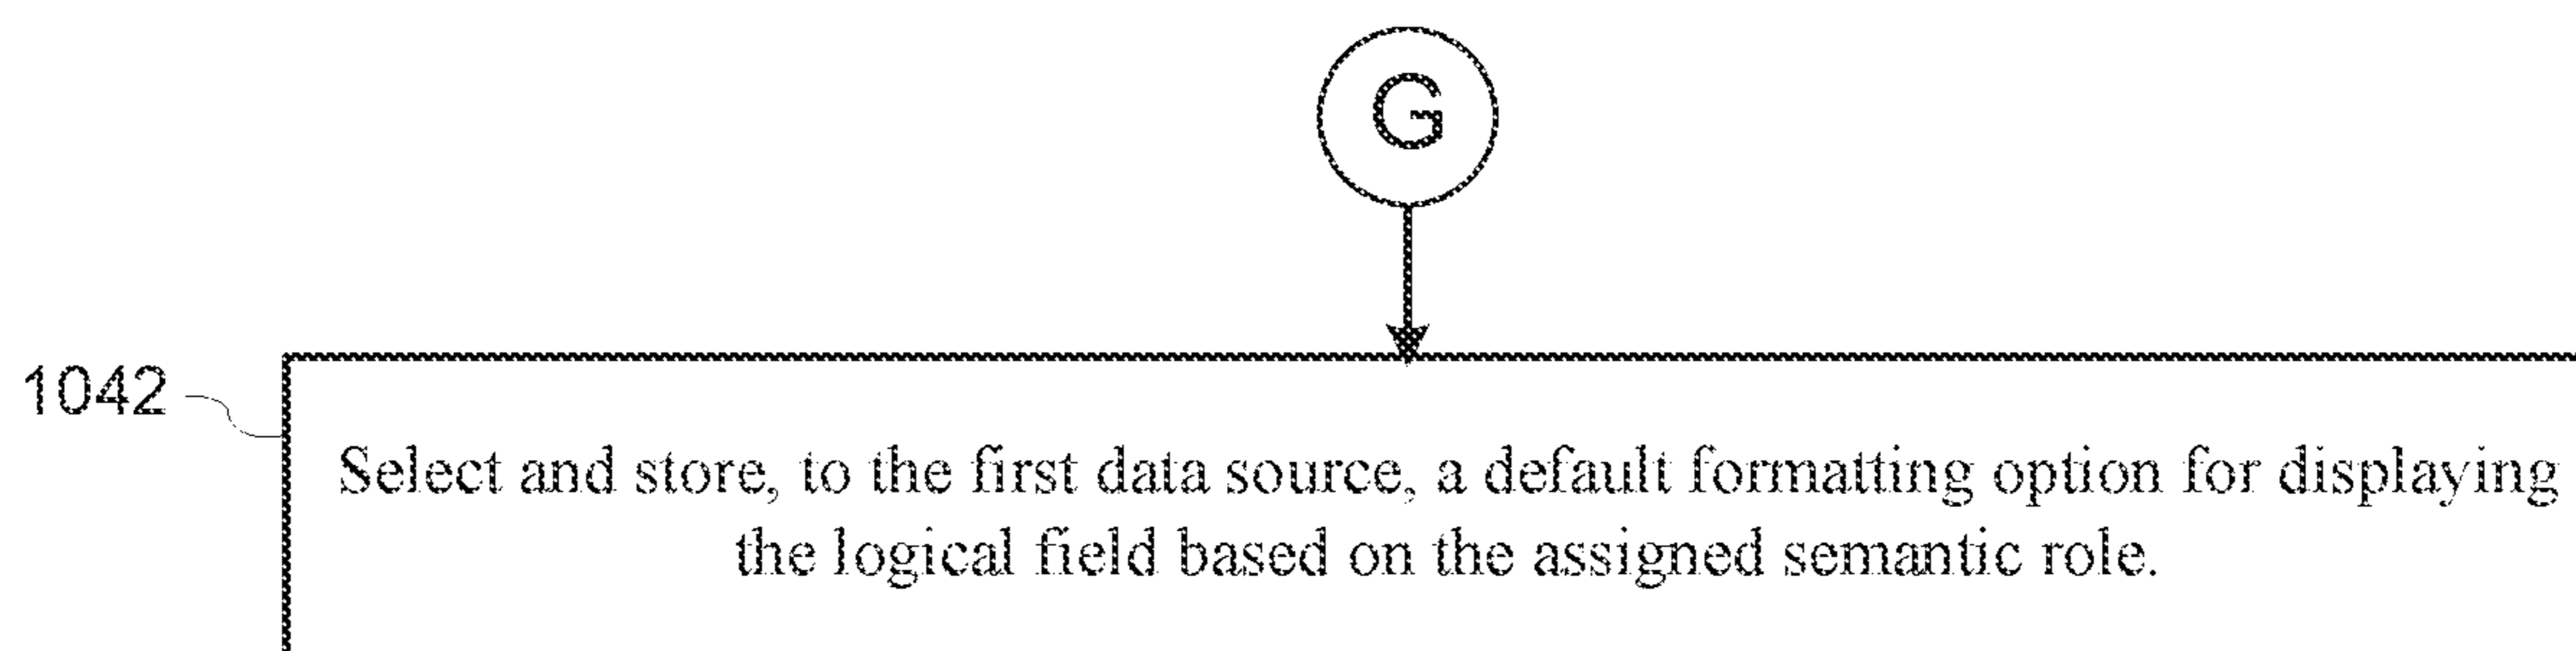 G
1042
Select and store, to the first data source, a default formatting option for displaying
the logical field based on the assigned semantic role.